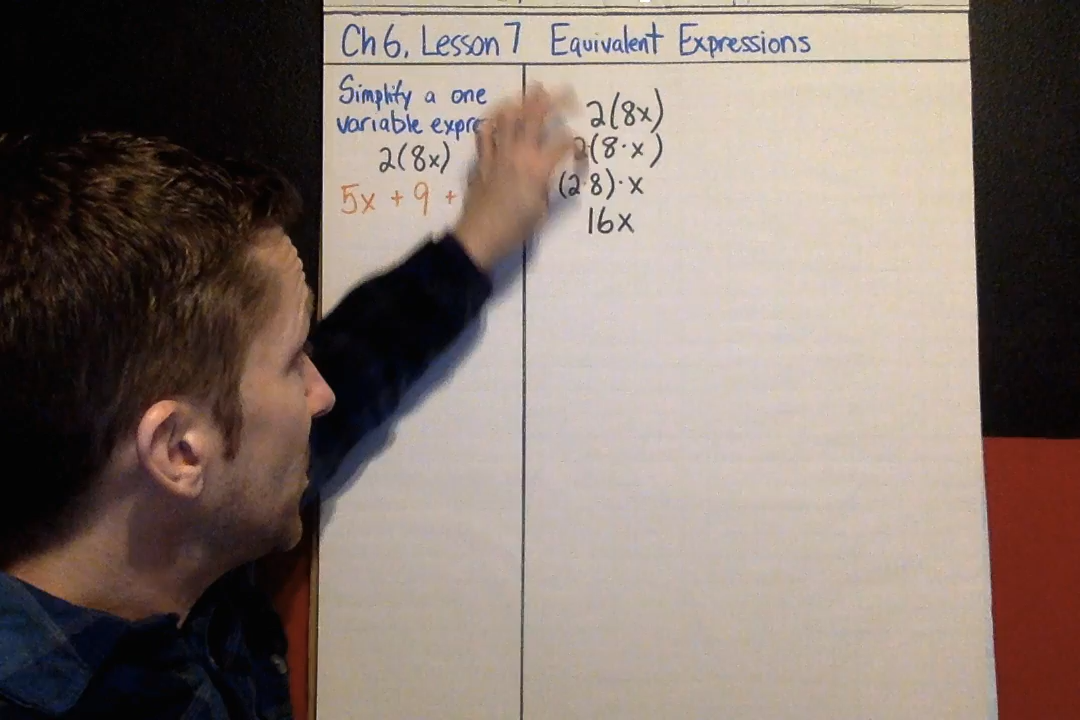 Ch 6, Lesson 7 Equivalent Expressions
Simplify a one
variable
2(8x)
5x + 9 +
2(8x)
2(8·x)
(2·8)·x
16x